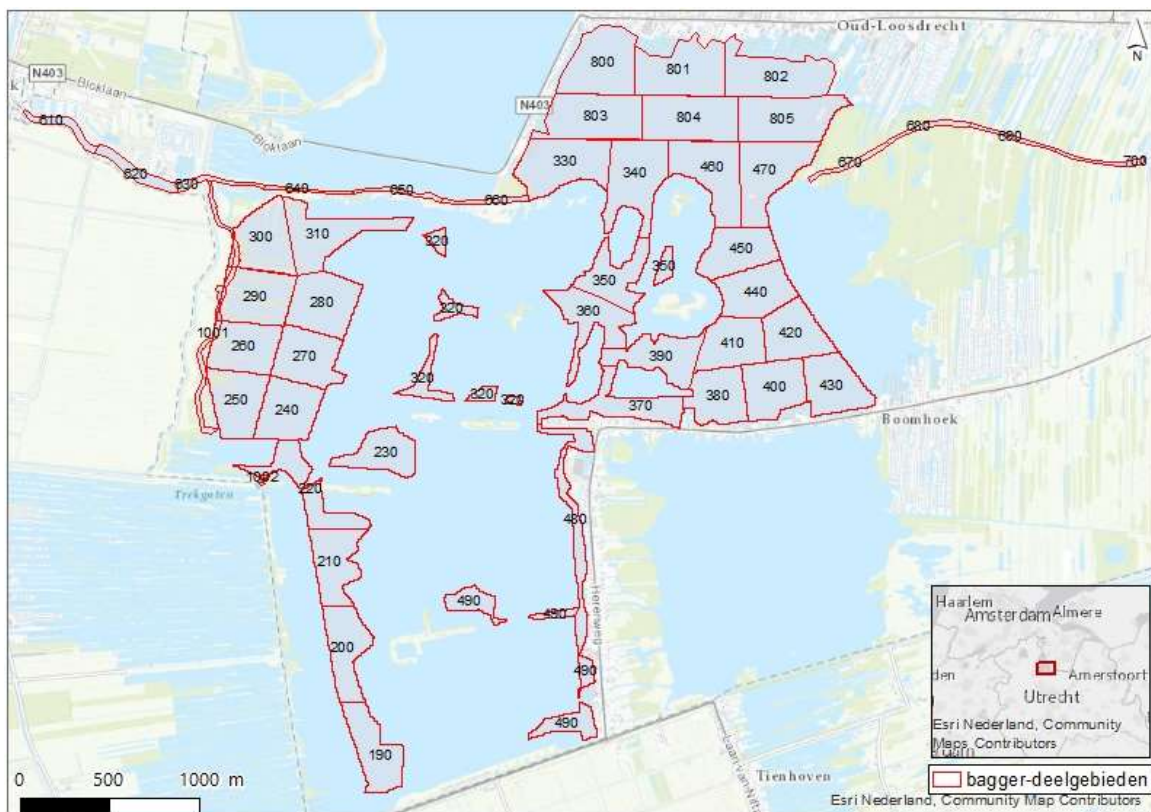 Oud-Loosdrecht
N
N403
k
Bloklaan
N403
Bloklaan
800
801
802
803
804
805
610
620
630
640
650
660
670
680
690
700
330
340
460
470
300
310
320
350
350
450
290
280
320
360
440
1001
260
270
390
410
420
320
320
320
250
240
370
380
400
430
Boomhoek
230
1002
Trekgaten
220
480
210
490
480
Herenweg
200
490
490
190
Tienhoven
Haarlem
Amsterdam
Almere
den
Amersfoort
Utrecht
Esri Nederland, Community
Maps Contributors
0 500 1000 m
bagger-deelgebieden
Esri Nederland, Community Map Contributors